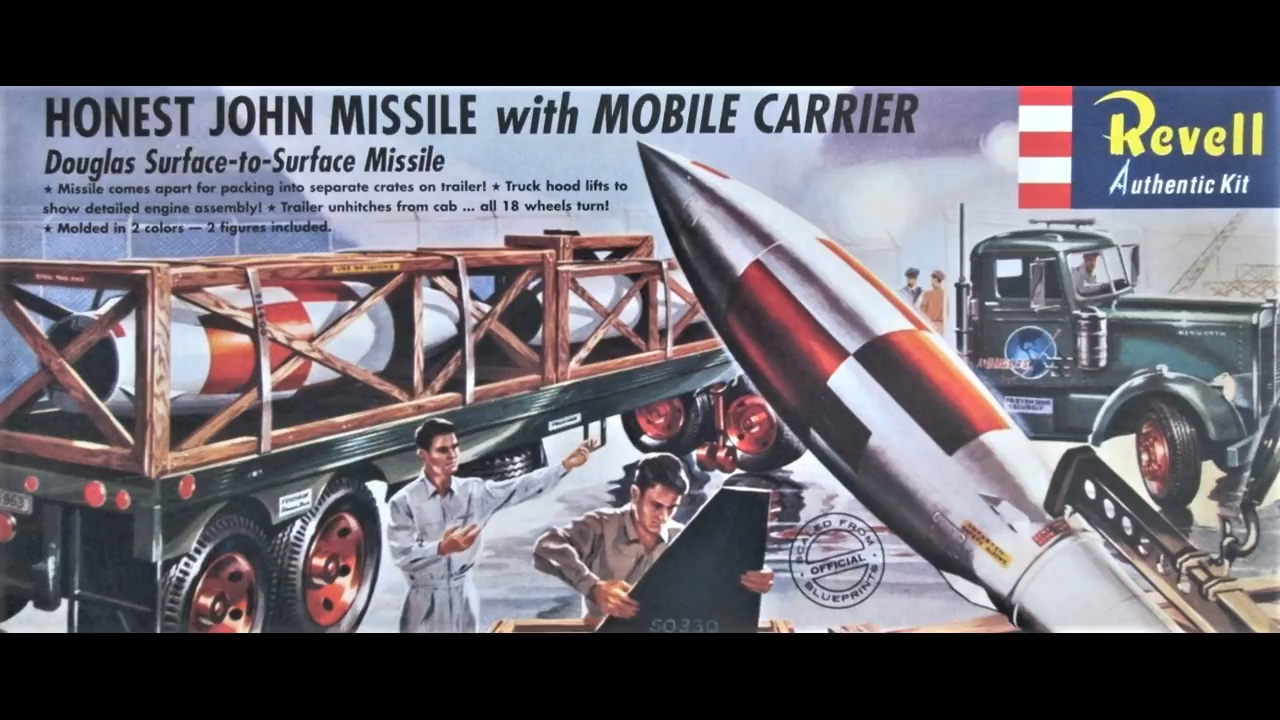 HONEST JOHN MISSILE with MOBILE CARRIER
Douglas Surface-to-Surface Missile
★ Missile comes apart for packing into separate crates on trailer! ★ Truck hood lifts to
show detailed engine assembly! ★ Trailer unhitches from cab ... all 18 wheels turn!
★ Molded in 2 colors — 2 figures included.
Revell
Authentic Kit
KENWORTH
DOUGLAS
SCALED FROM
OFFICIAL
BLUEPRINTS